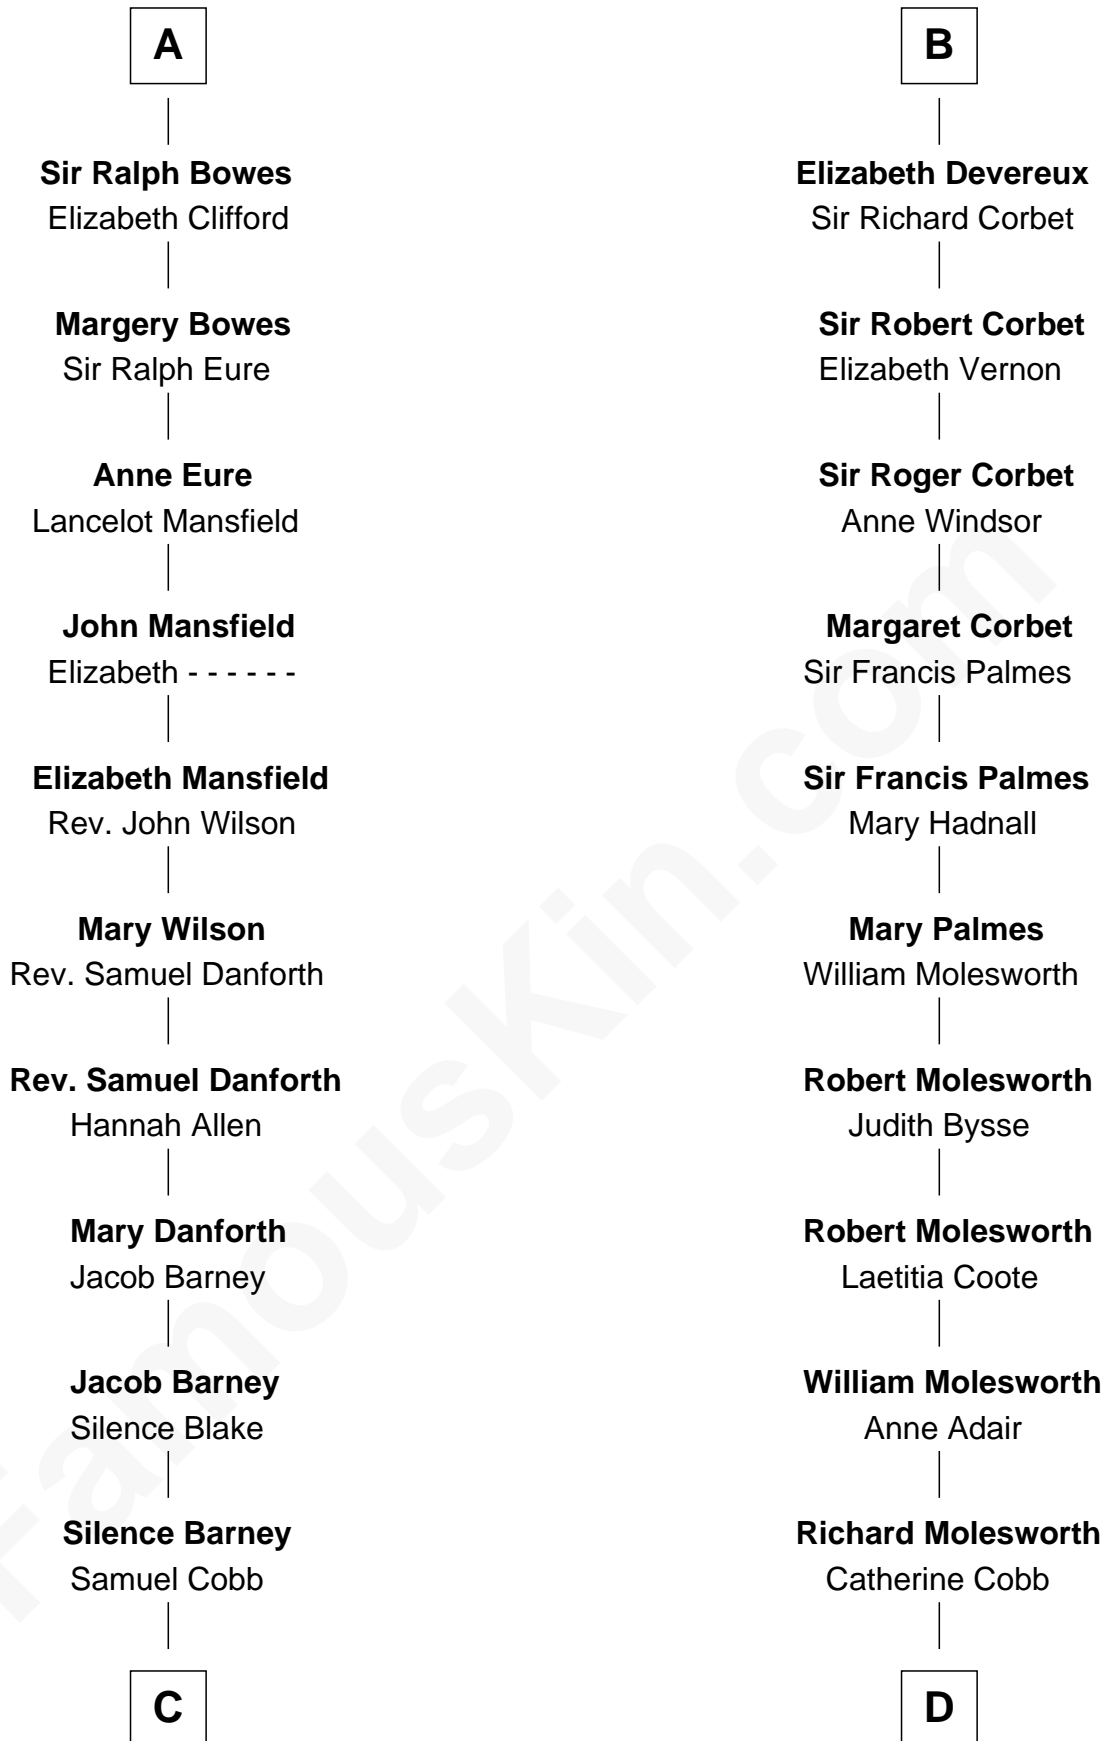 A
Sir Ralph Bowes
Elizabeth Clifford
Margery Bowes
Sir Ralph Eure
Anne Eure
Lancelot Mansfield
John Mansfield
Elizabeth - - - - - -
Elizabeth Mansfield
Rev. John Wilson
Mary Wilson
Rev. Samuel Danforth
Rev. Samuel Danforth
Hannah Allen
Mary Danforth
Jacob Barney
Jacob Barney
Silence Blake
Silence Barney
Samuel Cobb
C
B
Elizabeth Devereux
Sir Richard Corbet
Sir Robert Corbet
Elizabeth Vernon
Sir Roger Corbet
Anne Windsor
Margaret Corbet
Sir Francis Palmes
Sir Francis Palmes
Mary Hadnall
Mary Palmes
William Molesworth
Robert Molesworth
Judith Bysse
Robert Molesworth
Laetitia Coote
William Molesworth
Anne Adair
Richard Molesworth
Catherine Cobb
D
FamousKin.com